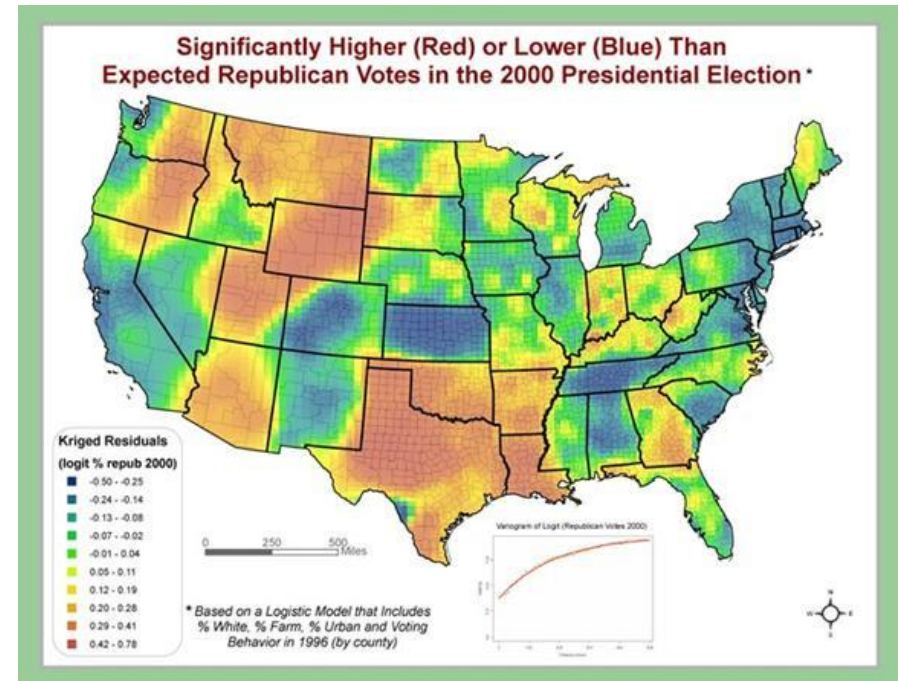 Significantly Higher (Red) or Lower (Blue) Than
Expected Republican Votes in the 2000 Presidential Election *
Kriged Residuals
(logit % repub 2000)
-0.50 - -0.25
-0.24 - -0.14
-0.13 - -0.08
-0.07 - -0.02
-0.01 - 0.04
0.05 - 0.11
0.12 - 0.19
0.20 - 0.28
0.29 - 0.41
0.42 - 0.78
0 250 500
Miles
* Based on a Logistic Model that Includes
% White, % Farm, % Urban and Voting
Behavior in 1996 (by county)
Variogram of Logit (Republican Votes 2000)
N
W E
S